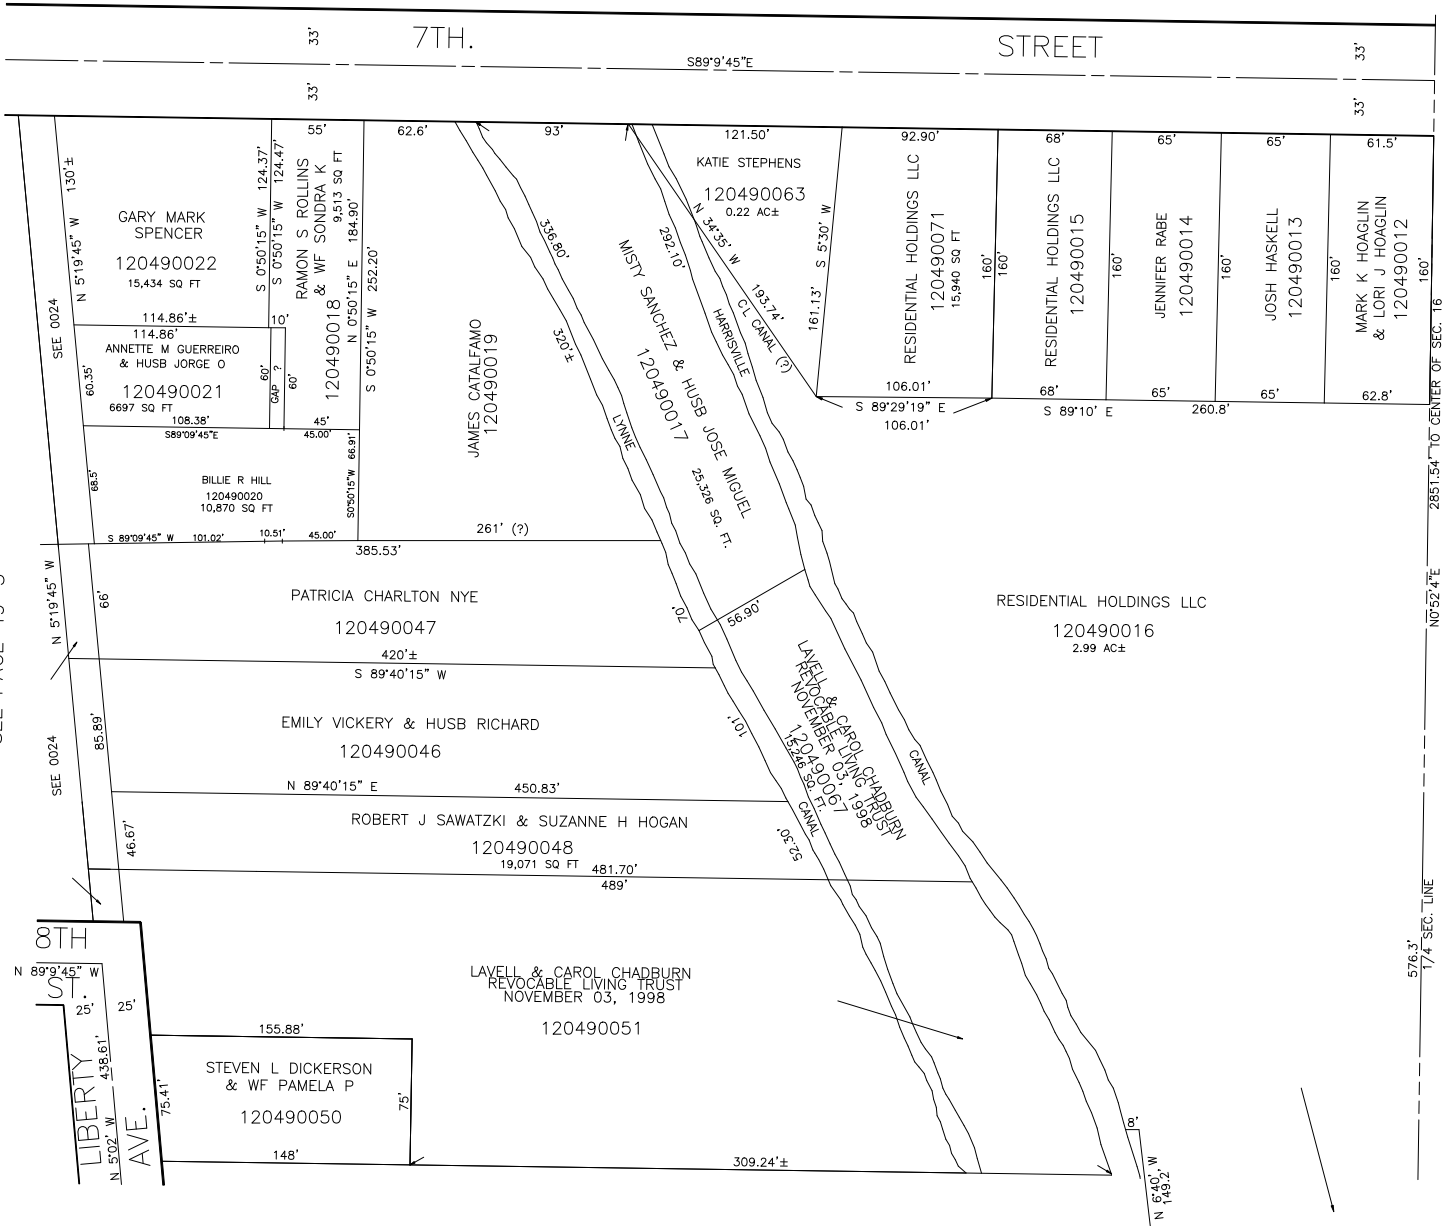 33'
7TH.
STREET
33'
S89°9'45"E
33'
33'
55'
62.6'
93'
121.50'
92.90'
68'
65'
65'
61.5'
N 5°19'45" W 130'±
GARY MARK
SPENCER
120490022
15,434 SQ FT
S 0°50'15" W 124.37'
S 0°50'15" W 124.47'
RAMON S ROLLINS
& WF SONDRA K
120490018
9,513 SQ FT
N 0°50'15" E 184.90'
S 0°50'15" W 252.20'
JAMES CATALFAMO
120490019
336.80'
320'±
LYNNE
MISTY SANCHEZ & HUSB JOSE MIGUEL
120490017
25,326 SQ. FT.
292.10'
HARRISVILLE
KATIE STEPHENS
120490063
0.22 AC±
N 34°35' W
193.74'
C.L CANAL (?)
S 5°30' W
161.13'
RESIDENTIAL HOLDINGS LLC
120490071
15,940 SQ FT
160'
160'
RESIDENTIAL HOLDINGS LLC
120490015
160'
JENNIFER RABE
120490014
160'
JOSH HASKELL
120490013
160'
MARK K HOAGLIN
& LORI J HOAGLIN
120490012
160'
SEE 0024
114.86'±
10'
114.86'
ANNETTE M GUERREIRO
& HUSB JORGE O
120490021
6697 SQ FT
60.35'
60'
GAP ?
60'
108.38'
45'
S89°09'45"E
45.00'
106.01'
S 89°29'19" E
106.01'
68'
65'
65'
62.8'
S 89°10' E
260.8'
2851.54' TO CENTER OF SEC. 16
68.5'
BILLIE R HILL
120490020
10,870 SQ FT
S0°50'15"W 66.91'
S 89°09'45" W
101.02'
10.51'
45.00'
261' (?)
385.53'
N 5°19'45" W
66'
PATRICIA CHARLTON NYE
120490047
420'±
S 89°40'15" W
70'
56.90'
RESIDENTIAL HOLDINGS LLC
120490016
2.99 AC±
N0°52'4"E
SEE 0024
85.89'
EMILY VICKERY & HUSB RICHARD
120490046
N 89°40'15" E
450.83'
101'
LAVELL & CAROL CHADBURN
REVOCABLE LIVING TRUST
NOVEMBER 03, 1998
120490067
15,246 SQ. FT.
CANAL
CANAL
46.67'
ROBERT J SAWATZKI & SUZANNE H HOGAN
120490048
19,071 SQ FT
481.70'
489'
52.30'
576.3'
1/4 SEC. LINE
8TH
N 89°9'45" W
ST.
25'
25'
LIBERTY
AVE.
438.61'
N 5°02' W
LAVELL & CAROL CHADBURN
REVOCABLE LIVING TRUST
NOVEMBER 03, 1998
120490051
155.88'
STEVEN L DICKERSON
& WF PAMELA P
120490050
75.41'
75'
148'
309.24'±
8'
N 6°40' W
149.2'